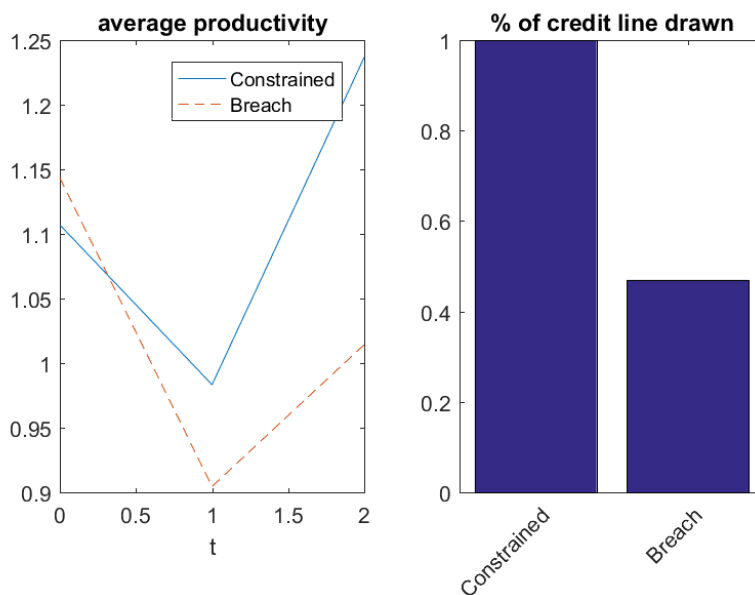 average productivity
1.25
1.2
1.15
1.1
1.05
1
0.95
0.9
0 0.5 1 1.5 2
t
Constrained
Breach
% of credit line drawn
1
0.8
0.6
0.4
0.2
0
Constrained
Breach